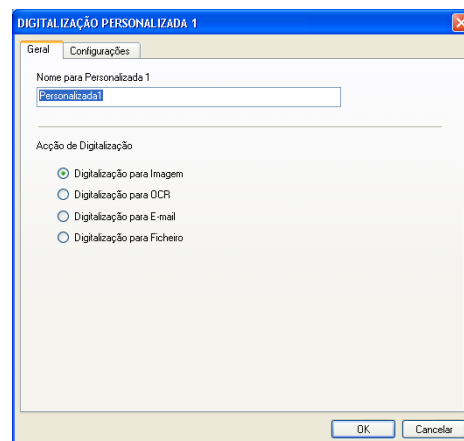 DIGITALIZAÇÃO PERSONALIZADA 1
Geral Configurações
Nome para Personalizada 1
Personalizada1
Acção de Digitalização
Digitalização para Imagem
Digitalização para OCR
Digitalização para E-mail
Digitalização para Ficheiro
OK Cancelar